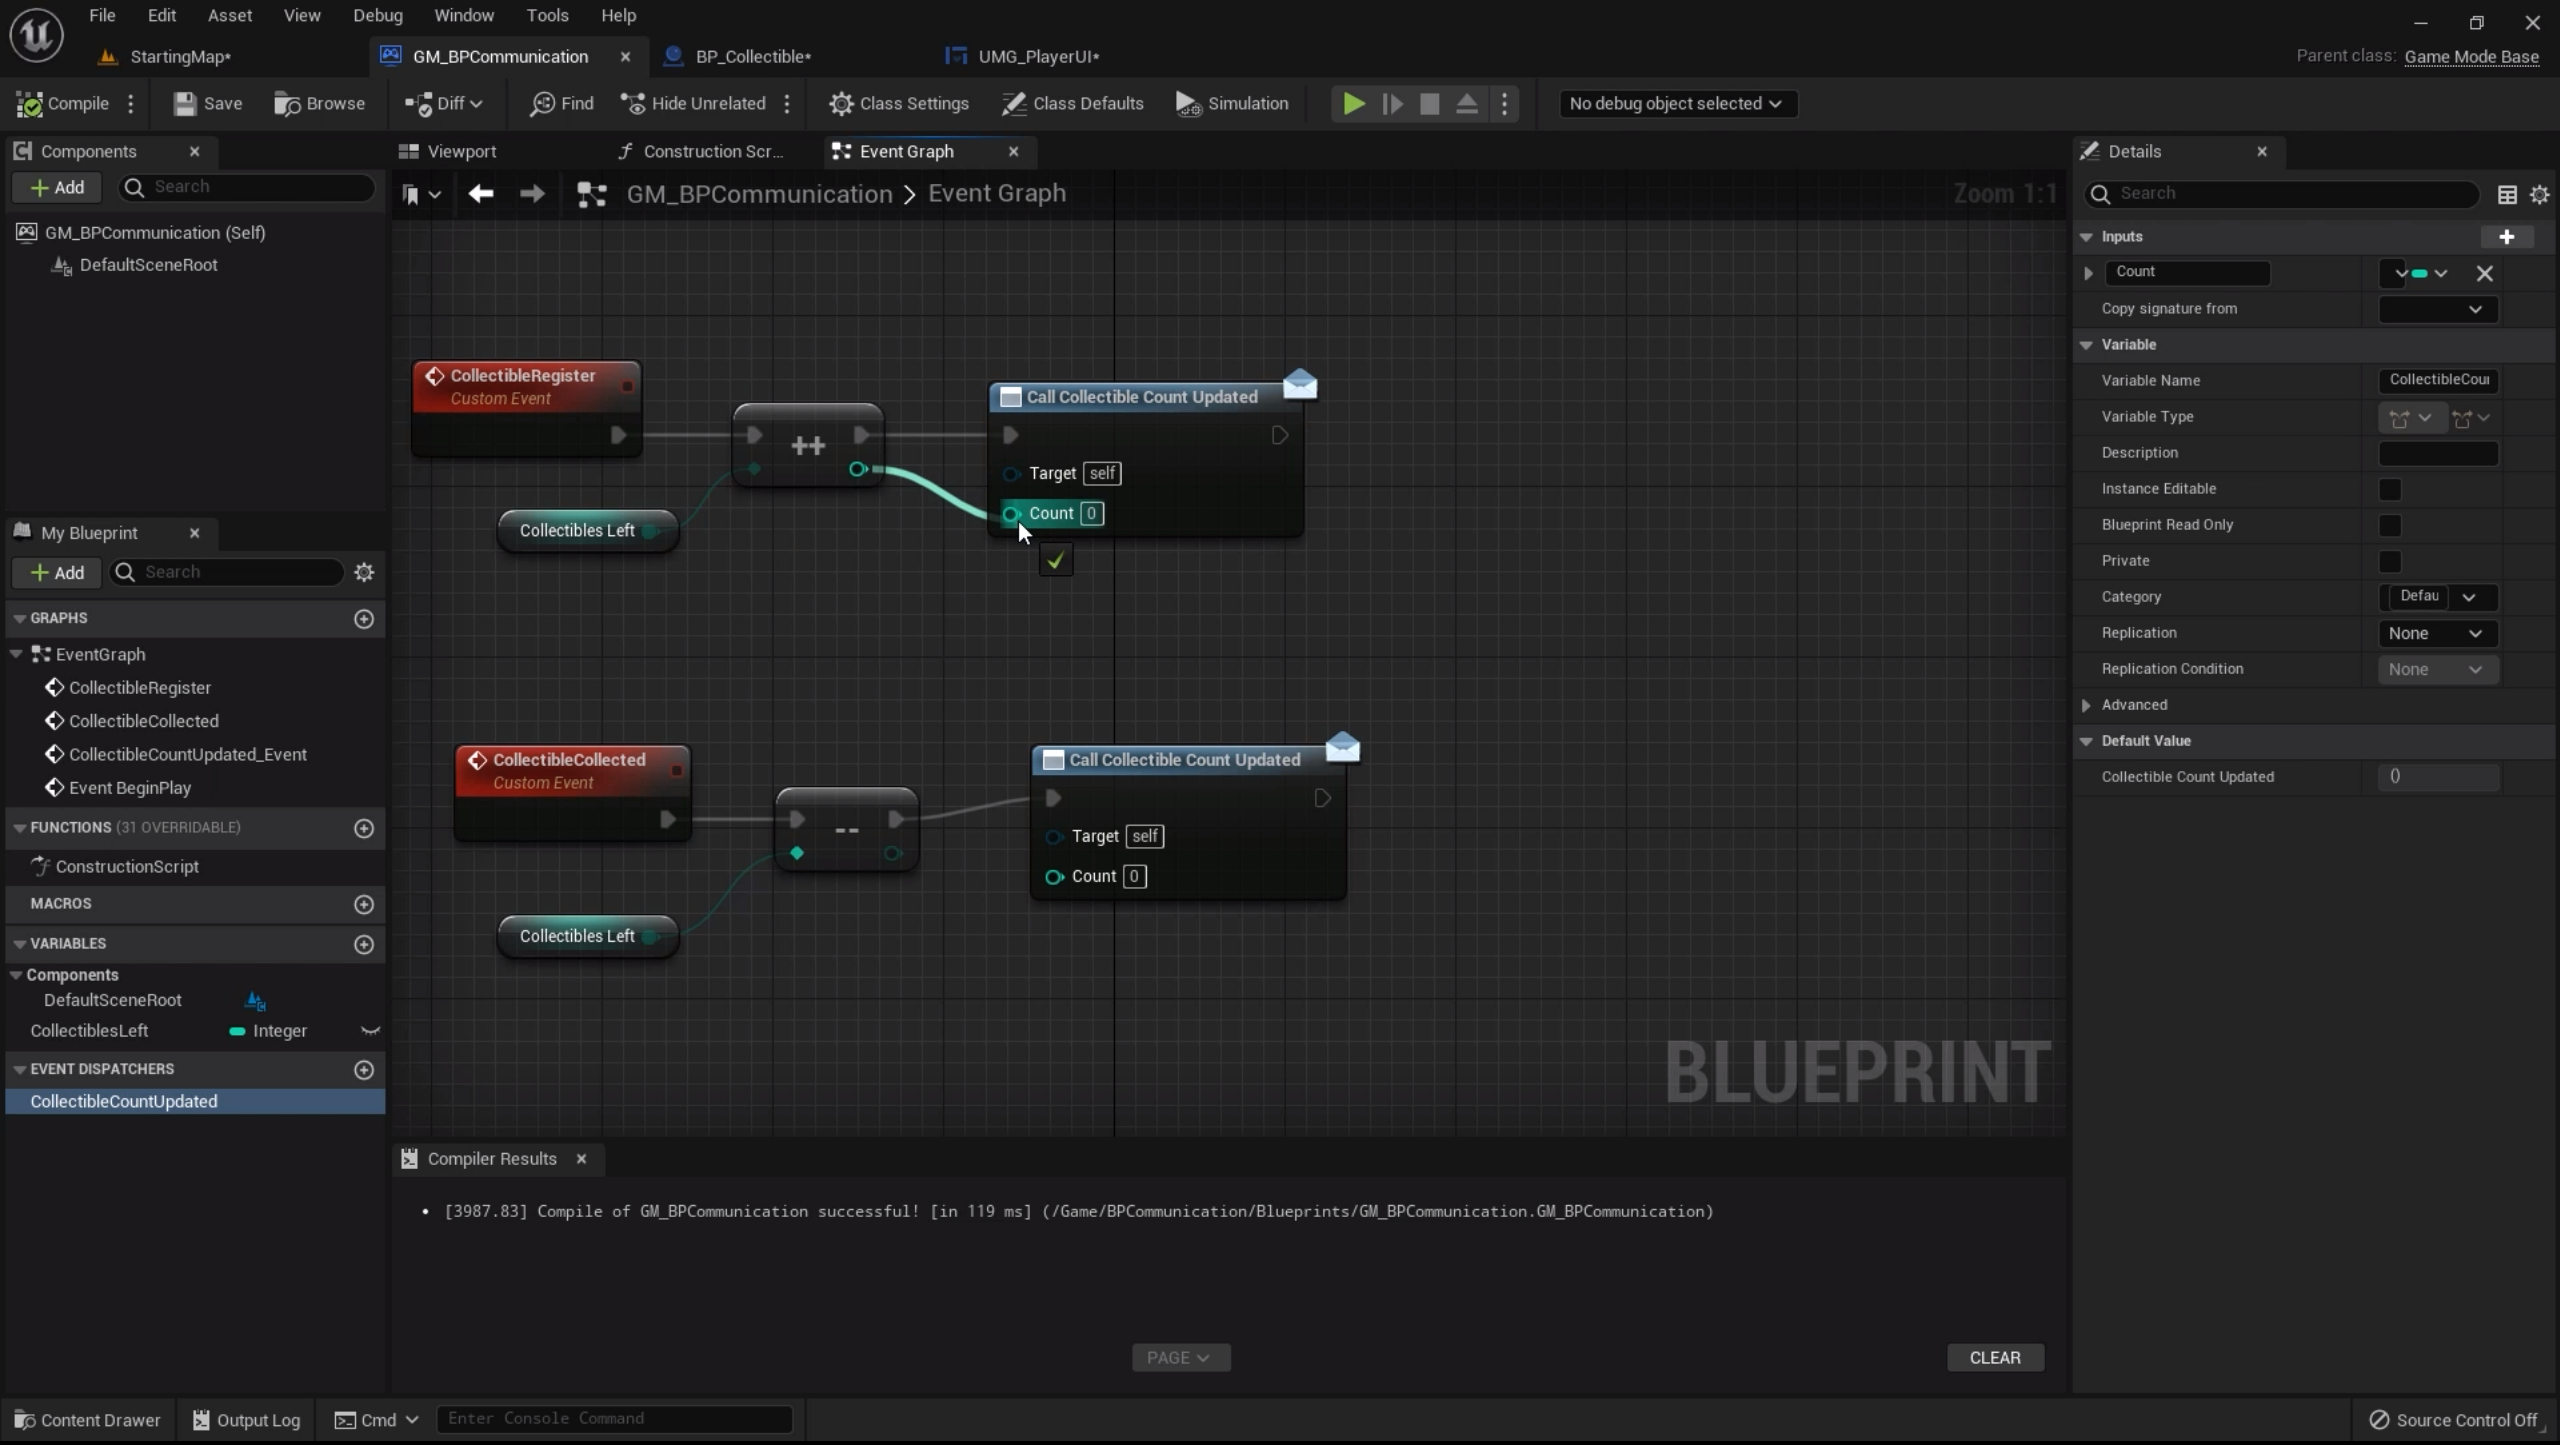 File Edit Asset View Debug Window Tools Help
StartingMap* GM_BPCommunication BP_Collectible* UMG_PlayerUI*
Parent class: Game Mode Base
Compile Save Browse Diff Find Hide Unrelated Class Settings Class Defaults Simulation No debug object selected
Components
Add Search
GM_BPCommunication (Self)
DefaultSceneRoot
My Blueprint
Add Search
GRAPHS
EventGraph
CollectibleRegister
CollectibleCollected
CollectibleCountUpdated_Event
Event BeginPlay
FUNCTIONS (31 OVERRIDABLE)
ConstructionScript
MACROS
VARIABLES
Components
DefaultSceneRoot
CollectiblesLeft Integer
EVENT DISPATCHERS
CollectibleCountUpdated
Viewport Construction Scr... Event Graph
GM_BPCommunication > Event Graph
Zoom 1:1
CollectibleRegister
Custom Event
++
Collectibles Left
Call Collectible Count Updated
Target self
Count 0
CollectibleCollected
Custom Event
--
Collectibles Left
Call Collectible Count Updated
Target self
Count 0
BLUEPRINT
Compiler Results
• [3987.83] Compile of GM_BPCommunication successful! [in 119 ms] (/Game/BPCommunication/Blueprints/GM_BPCommunication.GM_BPCommunication)
PAGE
CLEAR
Details
Search
Inputs
Count
Copy signature from
Variable
Variable Name CollectibleCou
Variable Type
Description
Instance Editable
Blueprint Read Only
Private
Category Defau
Replication None
Replication Condition None
Advanced
Default Value
Collectible Count Updated ()
Content Drawer Output Log Cmd Enter Console Command
Source Control Off